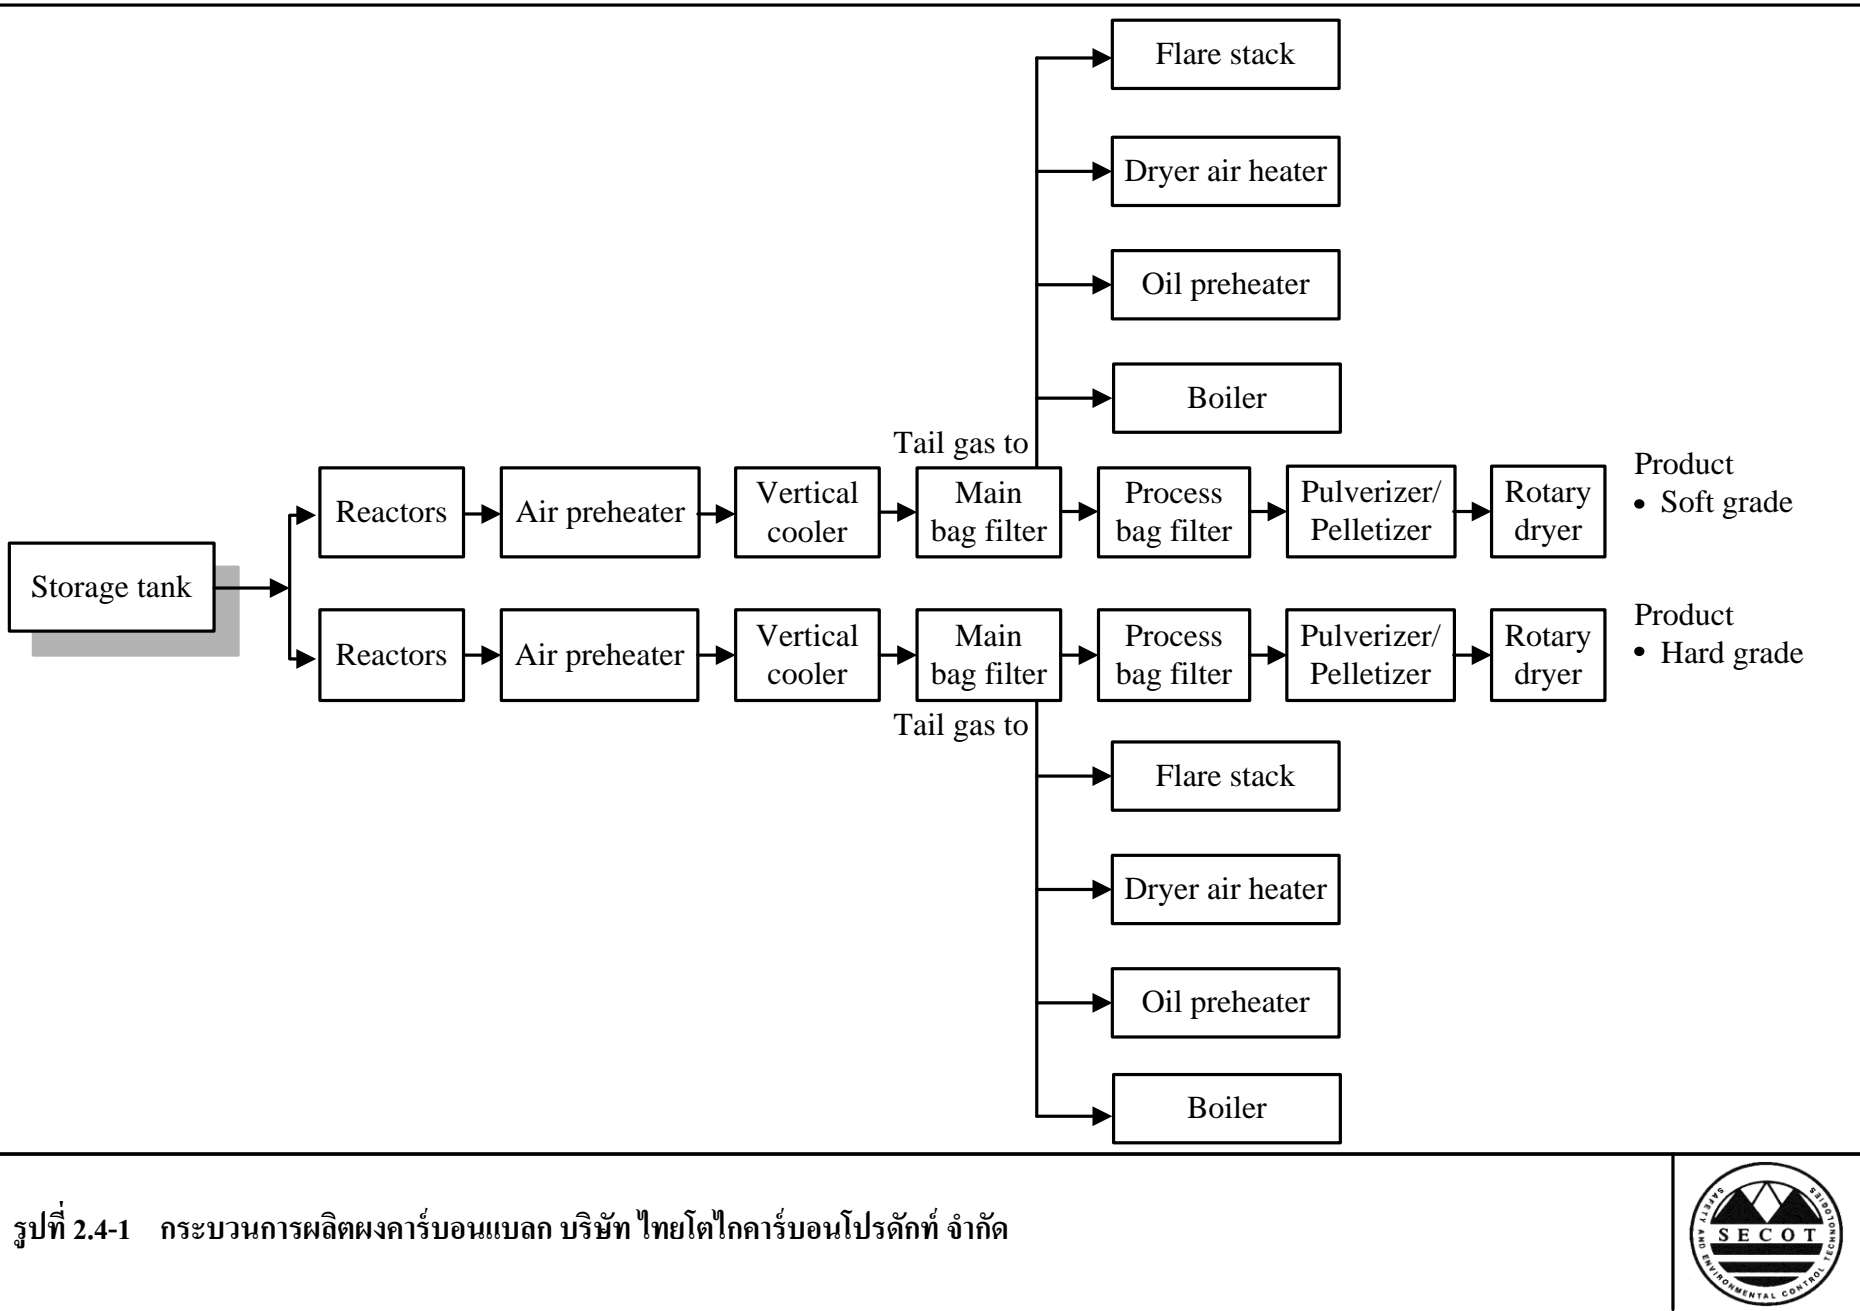 Flare stack
Dryer air heater
Oil preheater
Boiler
Tail gas to
Storage tank
Reactors
Air preheater
Vertical
cooler
Main
bag filter
Process
bag filter
Pulverizer/
Pelletizer
Rotary
dryer
Product
• Soft grade
Reactors
Air preheater
Vertical
cooler
Main
bag filter
Process
bag filter
Pulverizer/
Pelletizer
Rotary
dryer
Product
• Hard grade
Tail gas to
Flare stack
Dryer air heater
Oil preheater
Boiler
รูปที่ 2.4-1 กระบวนการผลิตผงคาร์บอนแบลก บริษัท ไทยโตไกคาร์บอนโปรดักท์ จำกัด
SECOT
SAFETY AND ENVIRONMENTAL CONTROL TECHNOLOGIES